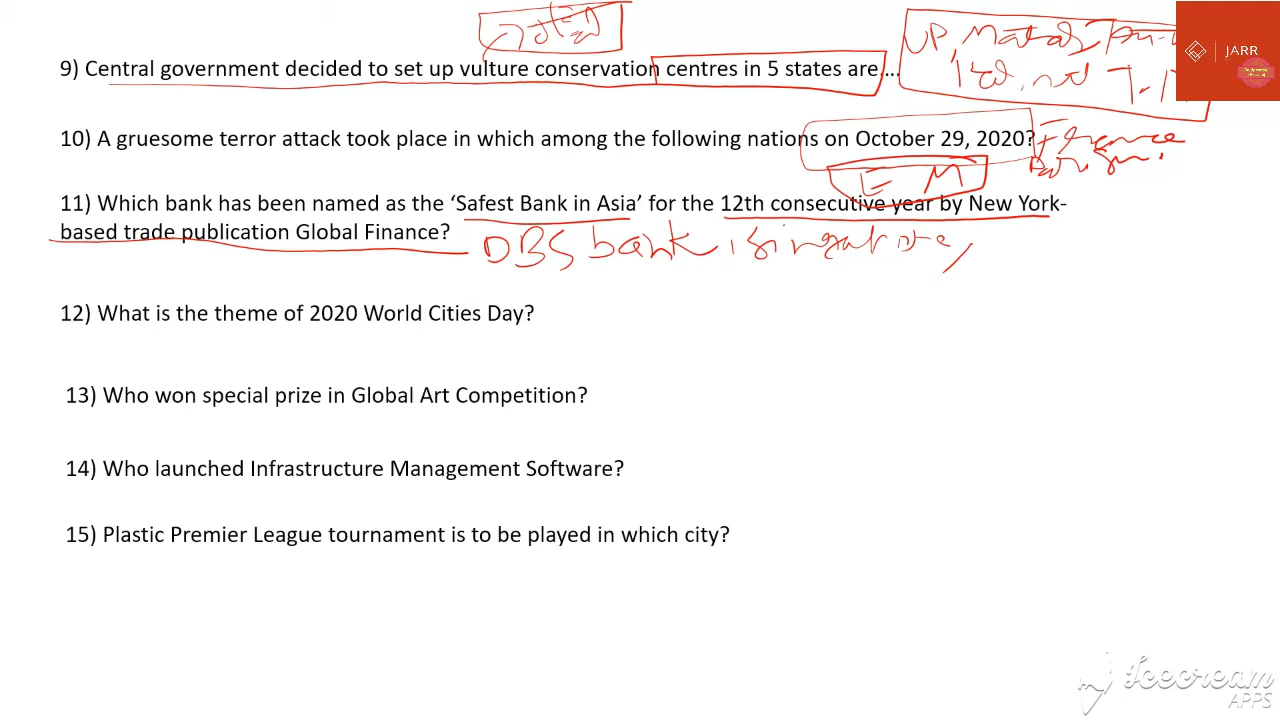 JARR
9) Central government decided to set up vulture conservation centres in 5 states are....
10) A gruesome terror attack took place in which among the following nations on October 29, 2020?
E M
11) Which bank has been named as the ‘Safest Bank in Asia’ for the 12th consecutive year by New York-
based trade publication Global Finance?
DBS bank,
12) What is the theme of 2020 World Cities Day?
13) Who won special prize in Global Art Competition?
14) Who launched Infrastructure Management Software?
15) Plastic Premier League tournament is to be played in which city?
Icecream
APPS